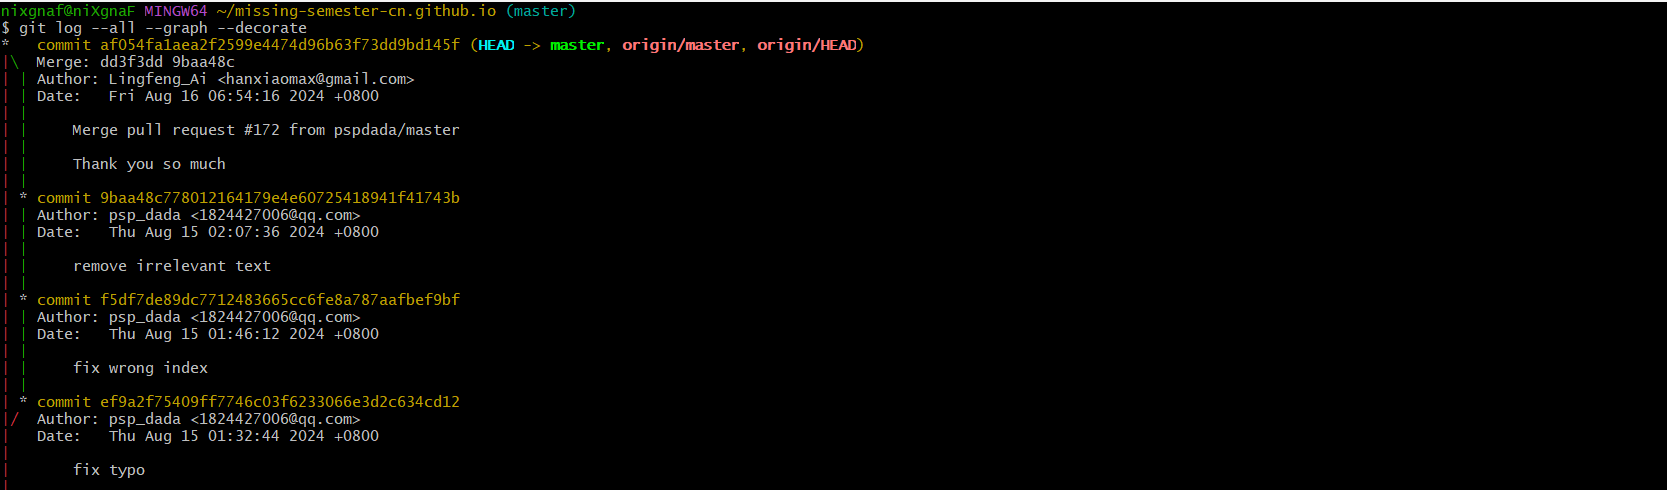 nixgnaf@niXgnaF MINGW64 ~/missing-semester-cn.github.io (master)
$ git log --all --graph --decorate
*   commit af054fa1aea2f2599e4474d96b63f73dd9bd145f (HEAD -> master, origin/master, origin/HEAD)
|\  Merge: dd3f3dd 9baa48c
| | Author: Lingfeng_Ai <hanxiaomax@gmail.com>
| | Date:   Fri Aug 16 06:54:16 2024 +0800
| |
| |     Merge pull request #172 from pspdada/master
| |
| |     Thank you so much
| |
| * commit 9baa48c778012164179e4e60725418941f41743b
| | Author: psp_dada <1824427006@qq.com>
| | Date:   Thu Aug 15 02:07:36 2024 +0800
| |
| |     remove irrelevant text
| |
| * commit f5df7de89dc7712483665cc6fe8a787aafbef9bf
| | Author: psp_dada <1824427006@qq.com>
| | Date:   Thu Aug 15 01:46:12 2024 +0800
| |
| |     fix wrong index
| |
| * commit ef9a2f75409ff7746c03f6233066e3d2c634cd12
|/  Author: psp_dada <1824427006@qq.com>
|   Date:   Thu Aug 15 01:32:44 2024 +0800
|
|       fix typo
|